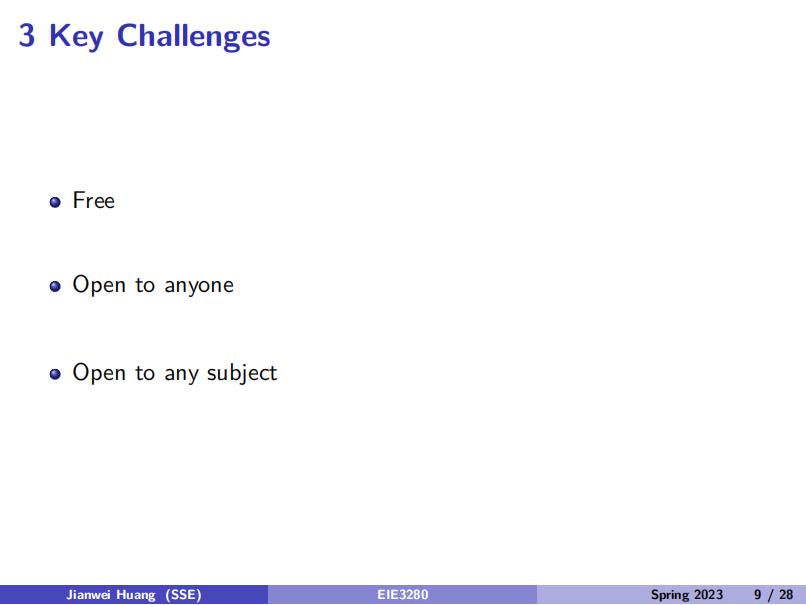 3 Key Challenges
Free
Open to anyone
Open to any subject
Jianwei Huang (SSE) EIE3280 Spring 2023 9 / 28